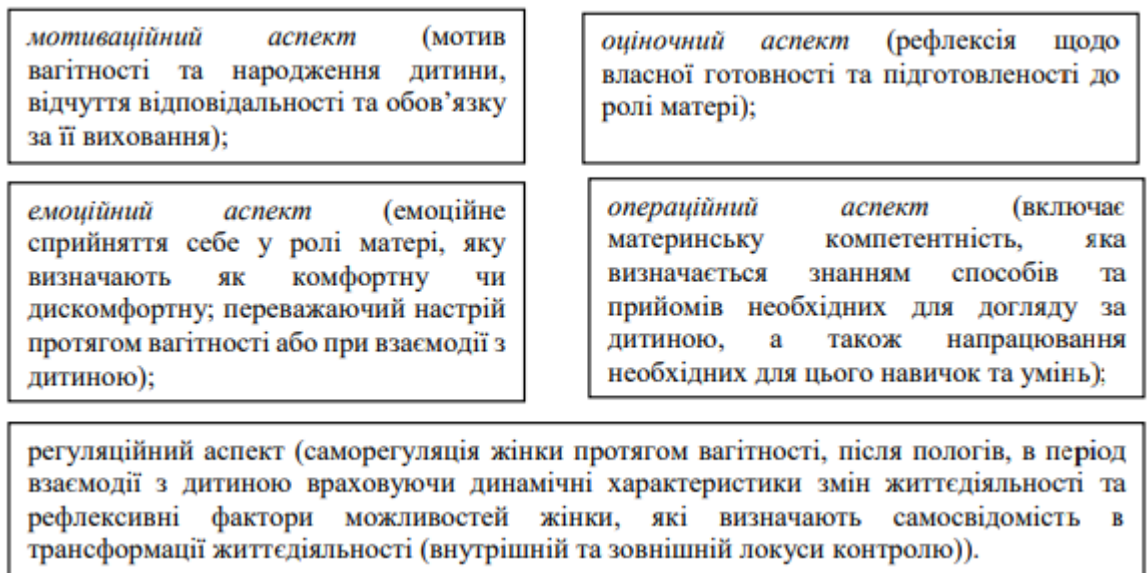 мотиваційний аспект (мотив
вагітності та народження дитини,
відчуття відповідальності та обов’язку
за її виховання);
оціночний аспект (рефлексія щодо
власної готовності та підготовленості до
ролі матері);
емоційний аспект (емоційне
сприйняття себе у ролі матері, яку
визначають як комфортну чи
дискомфортну; переважаючий настрій
протягом вагітності або при взаємодії з
дитиною);
операційний аспект (включає
материнську компетентність, яка
визначається знанням способів та
прийомів необхідних для догляду за
дитиною, а також напрацювання
необхідних для цього навичок та умінь);
регуляційний аспект (саморегуляція жінки протягом вагітності, після пологів, в період
взаємодії з дитиною враховуючи динамічні характеристики змін життєдіяльності та
рефлексивні фактори можливостей жінки, які визначають самосвідомість в
трансформації життєдіяльності (внутрішній та зовнішній локуси контролю)).